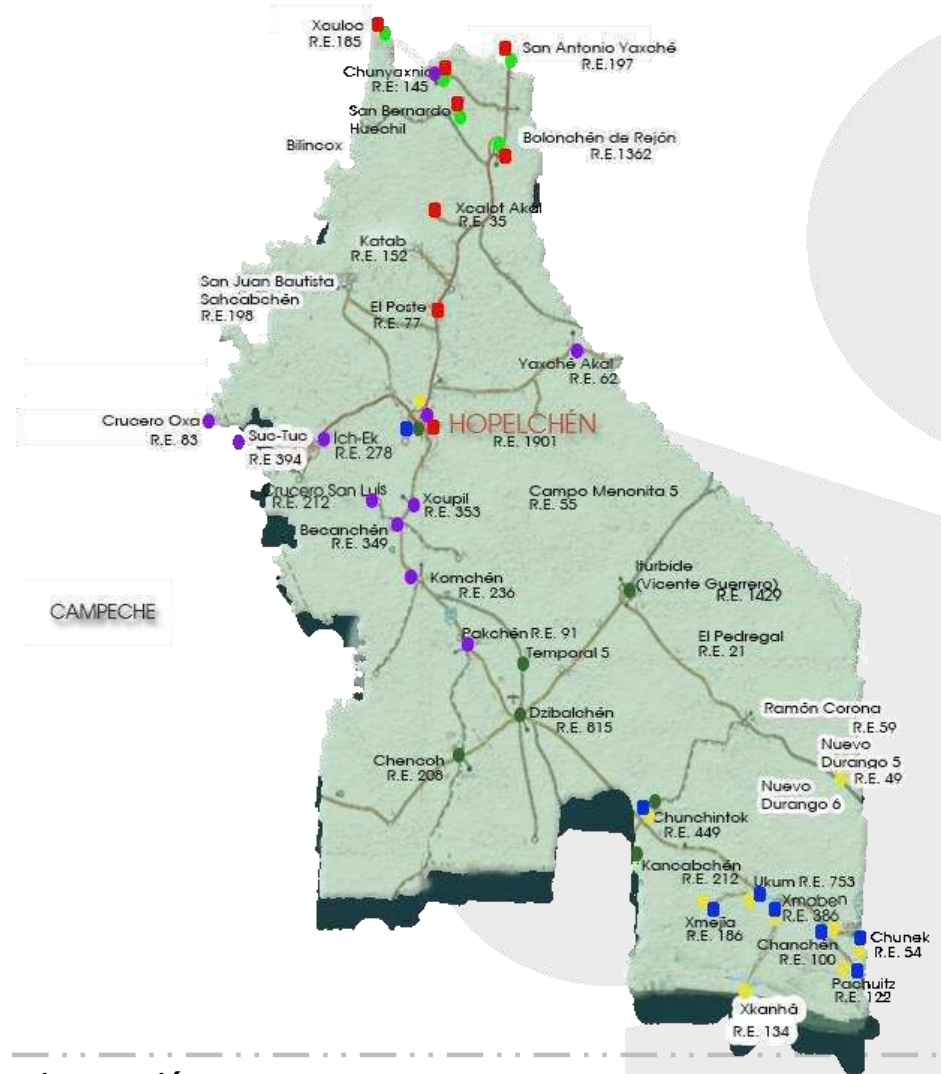 Xculoc
R.E.185
San Antonio Yaxché
R.E.197
Chunyaxnic
R.E: 145
San Bernardo
Huechil
Bilincox
Bolonchén de Rejón
R.E.1362
Xcalot Akal
R.E. 35
Katab
R.E. 152
San Juan Bautista
Sahcabchén
R.E.198
El Poste
R.E. 77
Yaxché Akal
R.E. 62
Crucero Oxa
R.E. 83
Suc-Tuc
R.E 394
Ich-Ek
R.E. 278
HOPELCHÉN
R.E. 1901
Crucero San Luis
R.E. 212
Xcupil
R.E. 353
Campo Menonita 5
R.E. 55
Becanchén
R.E. 349
Komchén
R.E. 236
Iturbide
(Vicente Guerrero)
R.E. 1429
CAMPECHE
Pakchén R.E. 91
Temporal 5
El Pedregal
R.E. 21
Dzibalchén
R.E. 815
Ramón Corona
R.E.59
Chencoh
R.E. 208
Nuevo
Durango 5
R.E. 49
Nuevo
Durango 6
Chunchintok
R.E. 449
Kancabchén
R.E. 212
Ukum R.E. 753
Xmaben
R.E. 386
Xmejía
R.E. 186
Chanchén
R.E. 100
Chunek
R.E. 54
Pachuitz
R.E. 122
Xkanhá
R.E. 134